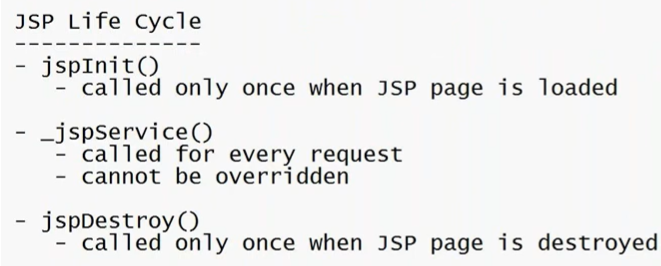 JSP Life Cycle
--------------
- jspInit()
- called only once when JSP page is loaded
- _jspService()
- called for every request
- cannot be overridden
- jspDestroy()
- called only once when JSP page is destroyed